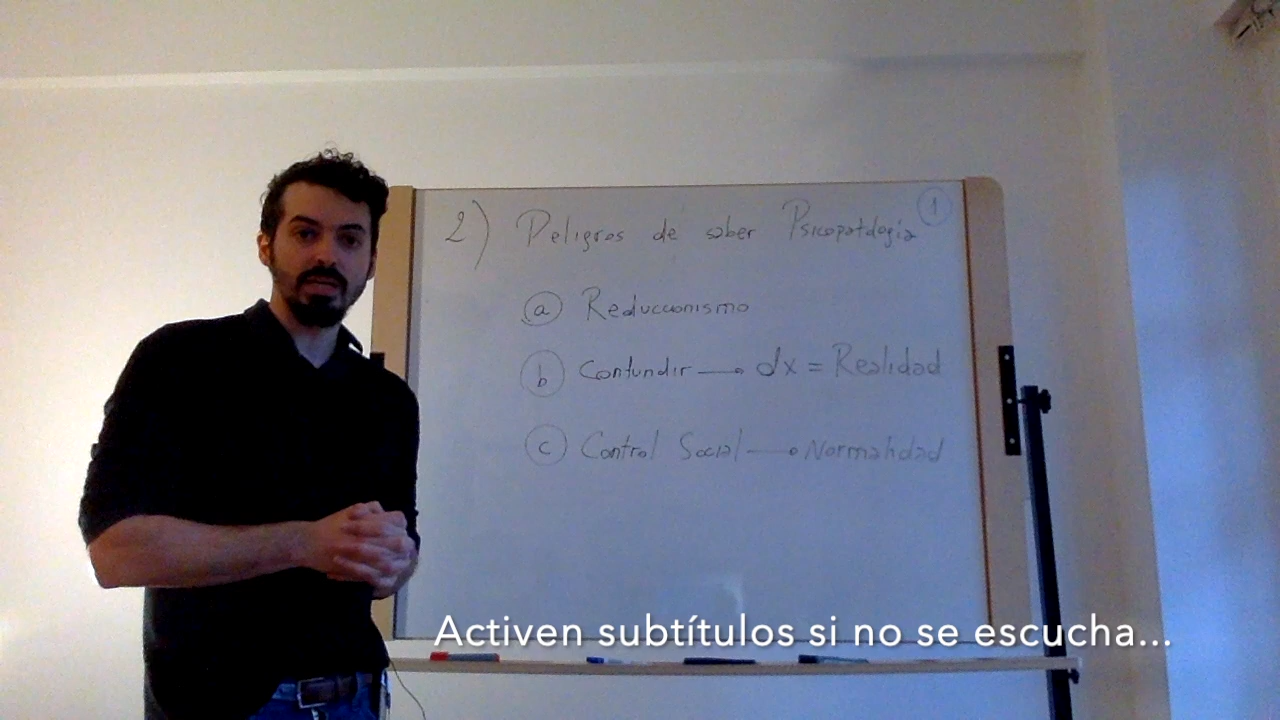 2) Peligros de saber Psicopatología 1
a Reduccionismo
b Confundir → dx = Realidad
c Control Social → Normalidad
Activen subtítulos si no se escucha...